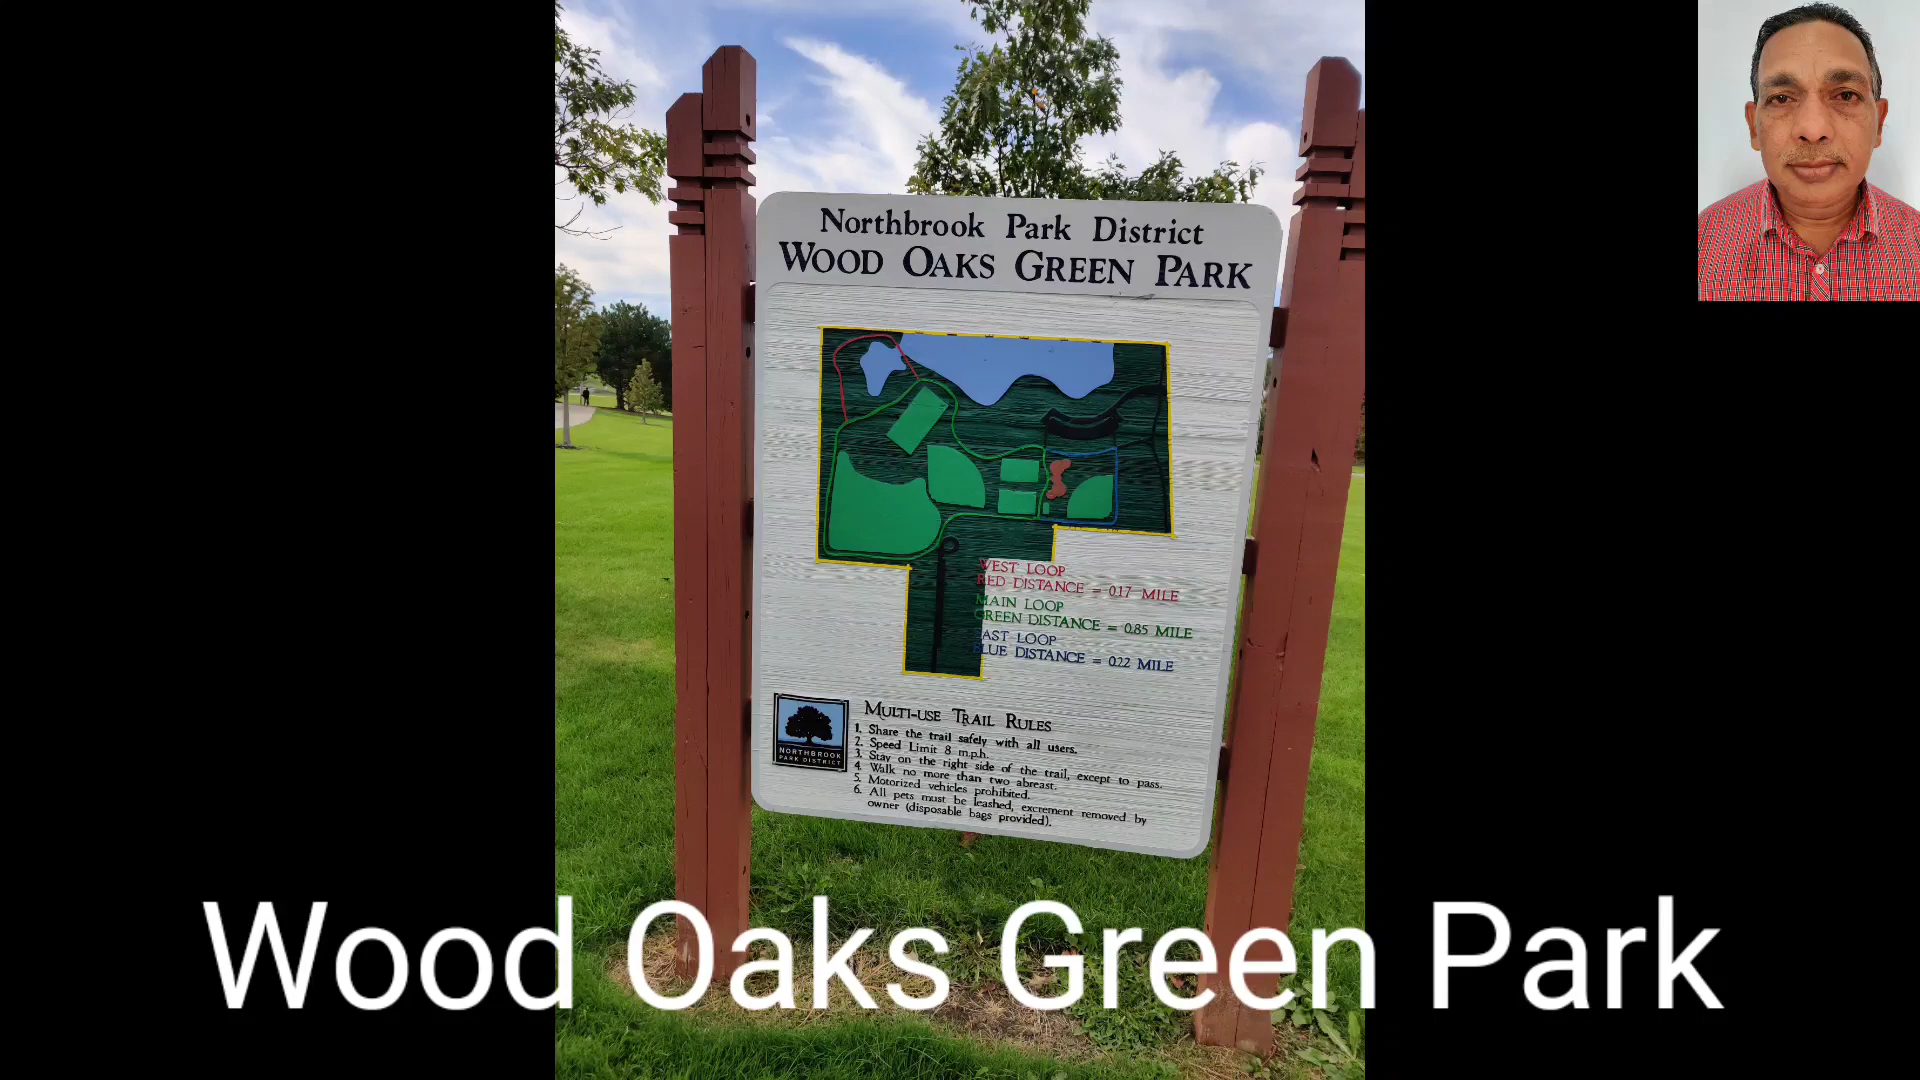 Northbrook Park District
WOOD OAKS GREEN PARK
WEST LOOP
RED DISTANCE = 0.17 MILE
MAIN LOOP
GREEN DISTANCE = 0.85 MILE
EAST LOOP
BLUE DISTANCE = 0.22 MILE
NORTHBROOK
PARK DISTRICT
MULTI-USE TRAIL RULES
1. Share the trail safely with all users.
2. Speed Limit 8 m.p.h.
3. Stay on the right side of the trail, except to pass.
4. Walk no more than two abreast.
5. Motorized vehicles prohibited.
6. All pets must be leashed, excrement removed by
owner (disposable bags provided).
Wood Oaks Green Park